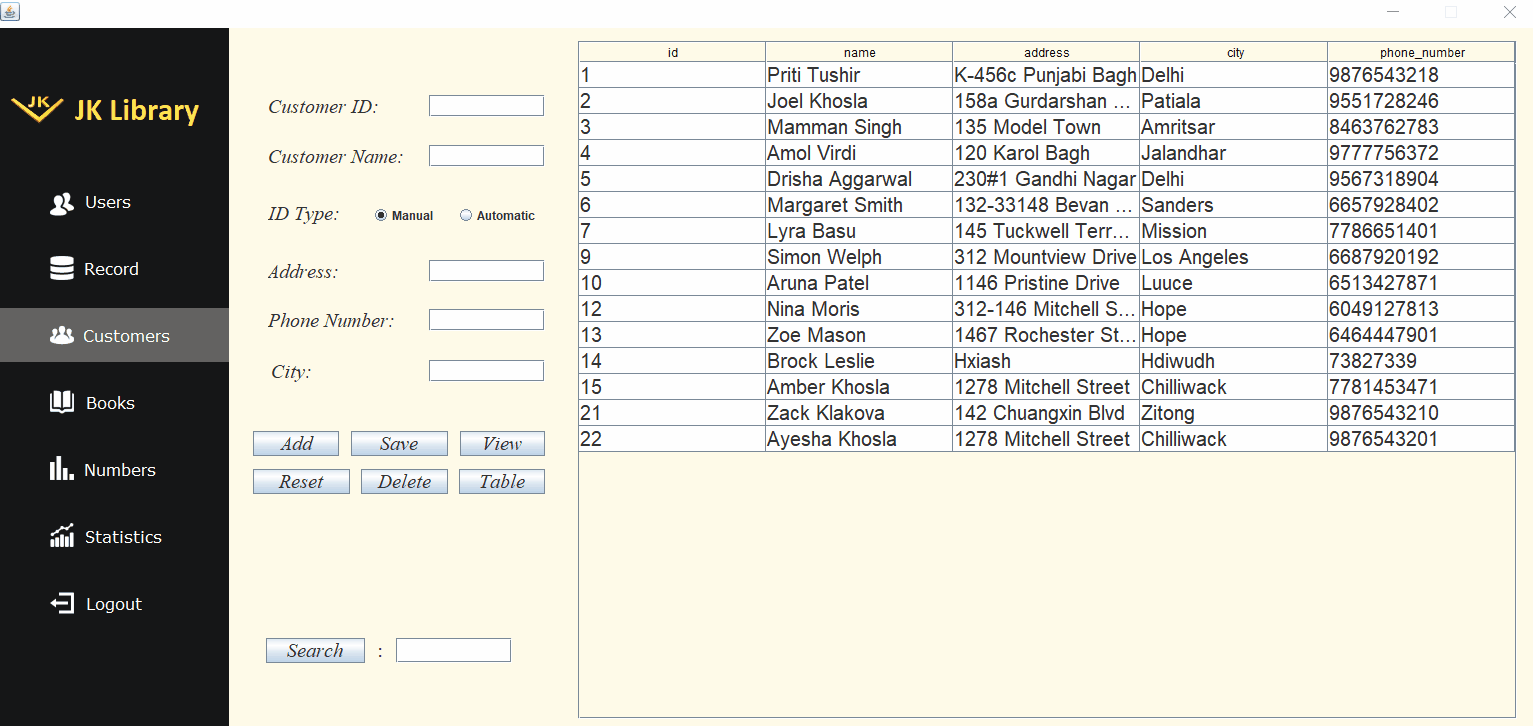 JK JK Library
Users
Record
Customers
Books
Numbers
Statistics
Logout
Customer ID:
Customer Name:
ID Type: Manual Automatic
Address:
Phone Number:
City:
Add Save View
Reset Delete Table
Search :
id name address city phone_number
1 Priti Tushir K-456c Punjabi Bagh Delhi 9876543218
2 Joel Khosla 158a Gurdarshan ... Patiala 9551728246
3 Mamman Singh 135 Model Town Amritsar 8463762783
4 Amol Virdi 120 Karol Bagh Jalandhar 9777756372
5 Drisha Aggarwal 230#1 Gandhi Nagar Delhi 9567318904
6 Margaret Smith 132-33148 Bevan ... Sanders 6657928402
7 Lyra Basu 145 Tuckwell Terr... Mission 7786651401
9 Simon Welph 312 Mountview Drive Los Angeles 6687920192
10 Aruna Patel 1146 Pristine Drive Luuce 6513427871
12 Nina Moris 312-146 Mitchell S... Hope 6049127813
13 Zoe Mason 1467 Rochester St... Hope 6464447901
14 Brock Leslie Hxiash Hdiwudh 73827339
15 Amber Khosla 1278 Mitchell Street Chilliwack 7781453471
21 Zack Klakova 142 Chuangxin Blvd Zitong 9876543210
22 Ayesha Khosla 1278 Mitchell Street Chilliwack 9876543201